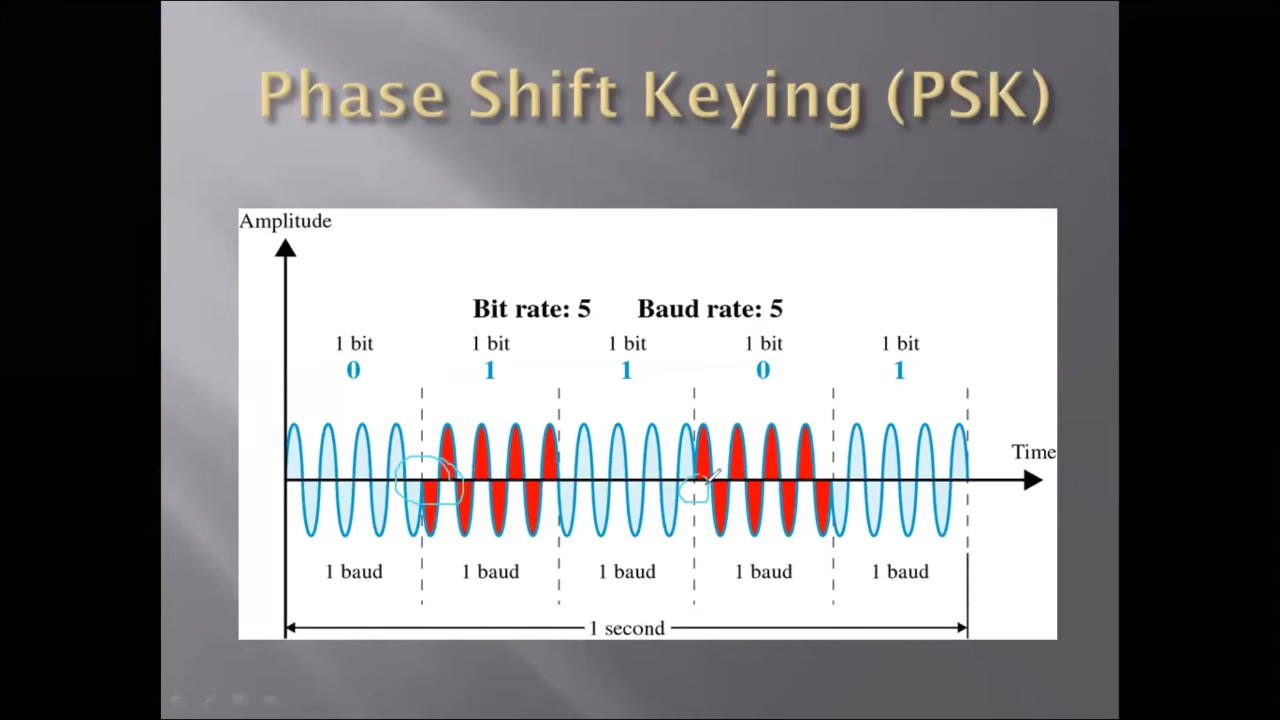 Phase Shift Keying (PSK)
Amplitude
Bit rate: 5 Baud rate: 5
1 bit 1 bit 1 bit 1 bit 1 bit
0 1 1 0 1
Time
1 baud 1 baud 1 baud 1 baud 1 baud
1 second